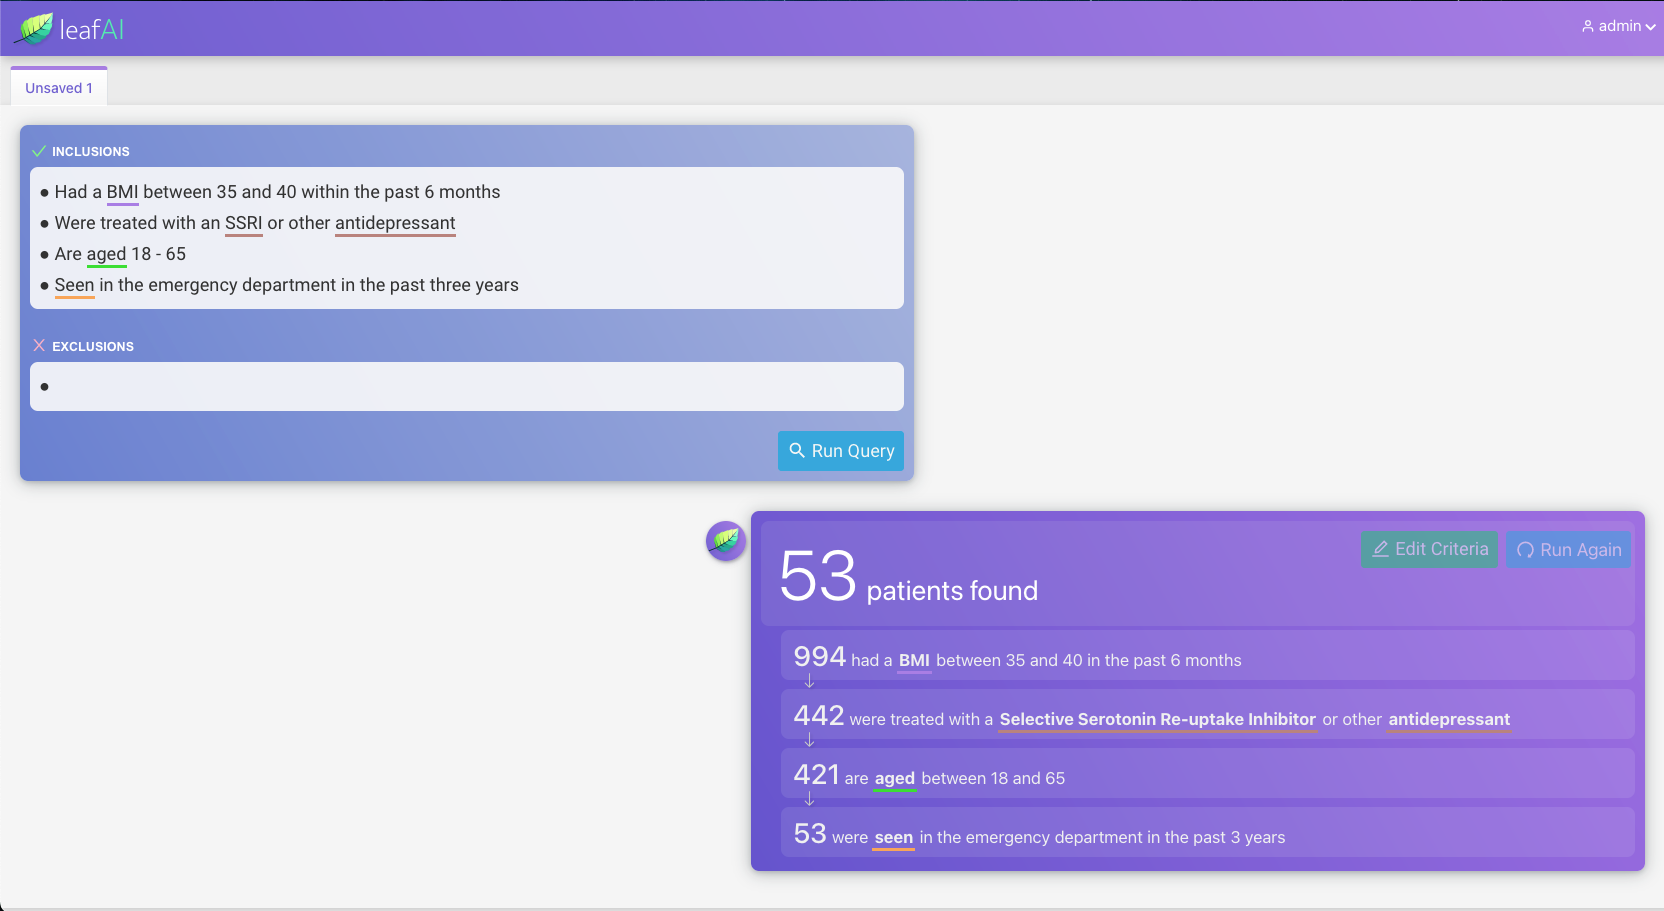 leafAI
admin
Unsaved 1
INCLUSIONS
● Had a BMI between 35 and 40 within the past 6 months
● Were treated with an SSRI or other antidepressant
● Are aged 18 - 65
● Seen in the emergency department in the past three years
EXCLUSIONS
●
Run Query
53 patients found
Edit Criteria
Run Again
994 had a BMI between 35 and 40 in the past 6 months
442 were treated with a Selective Serotonin Re-uptake Inhibitor or other antidepressant
421 are aged between 18 and 65
53 were seen in the emergency department in the past 3 years